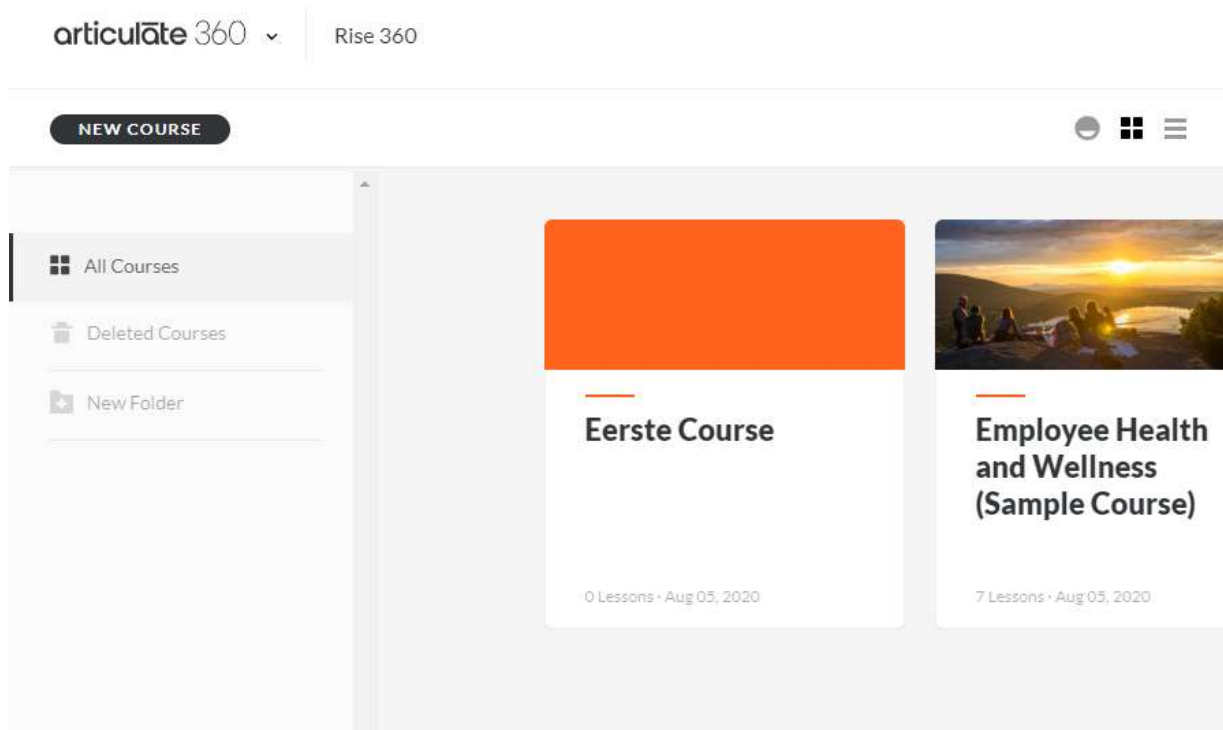 articulāte 360
Rise 360
NEW COURSE
All Courses
Deleted Courses
New Folder
Eerste Course
0 Lessons · Aug 05, 2020
Employee Health
and Wellness
(Sample Course)
7 Lessons · Aug 05, 2020